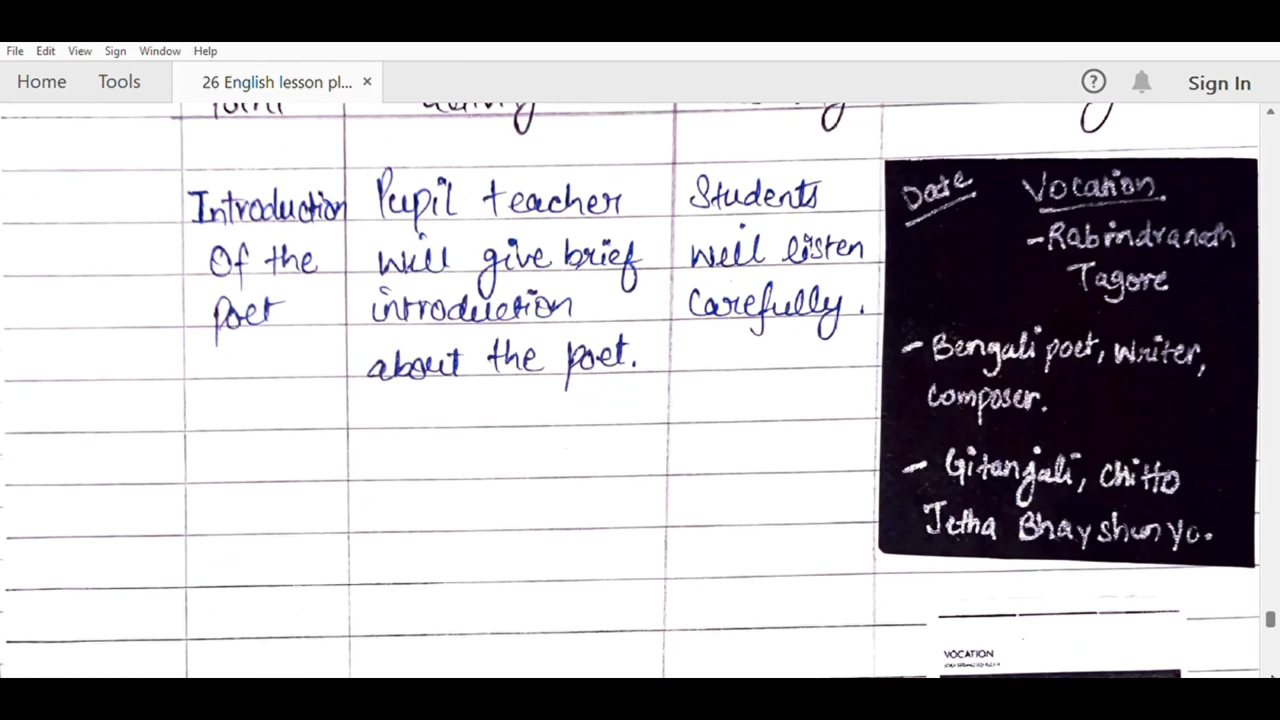 File Edit View Sign Window Help
Home Tools 26 English lesson pl... × ? Sign In
Introduction
Of the
poet
Pupil teacher
will give brief
introduction
about the poet.
Students
will listen
carefully.
Date Vocation
- Rabindranath
Tagore
- Bengali poet, writer,
composer.
- Gitanjali, Chitto
Jetha Bhayshunyo.
VOCATION